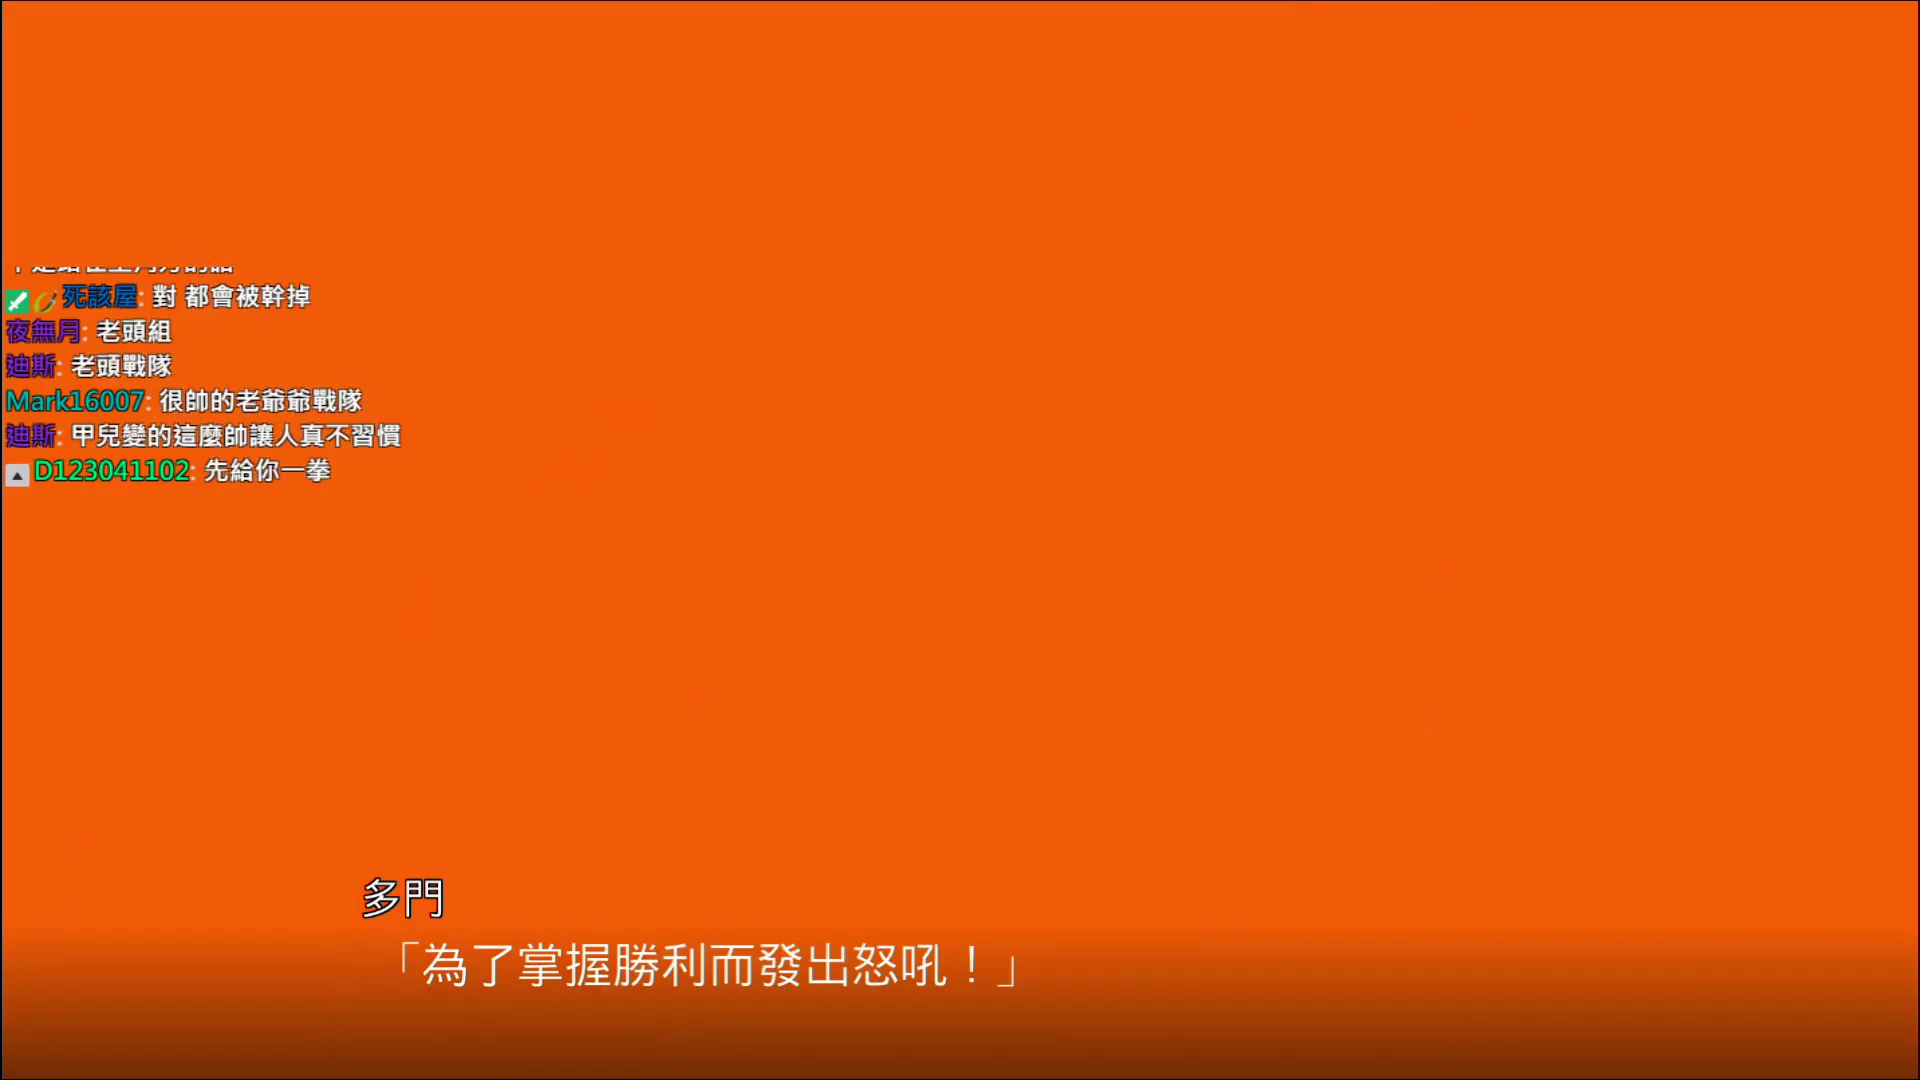 死該屋: 對 都會被幹掉
夜無月: 老頭組
迪斯: 老頭戰隊
Mark16007: 很帥的老爺爺戰隊
迪斯: 甲兒變的這麼帥讓人真不習慣
D123041102: 先給你一拳
多門
「為了掌握勝利而發出怒吼！」